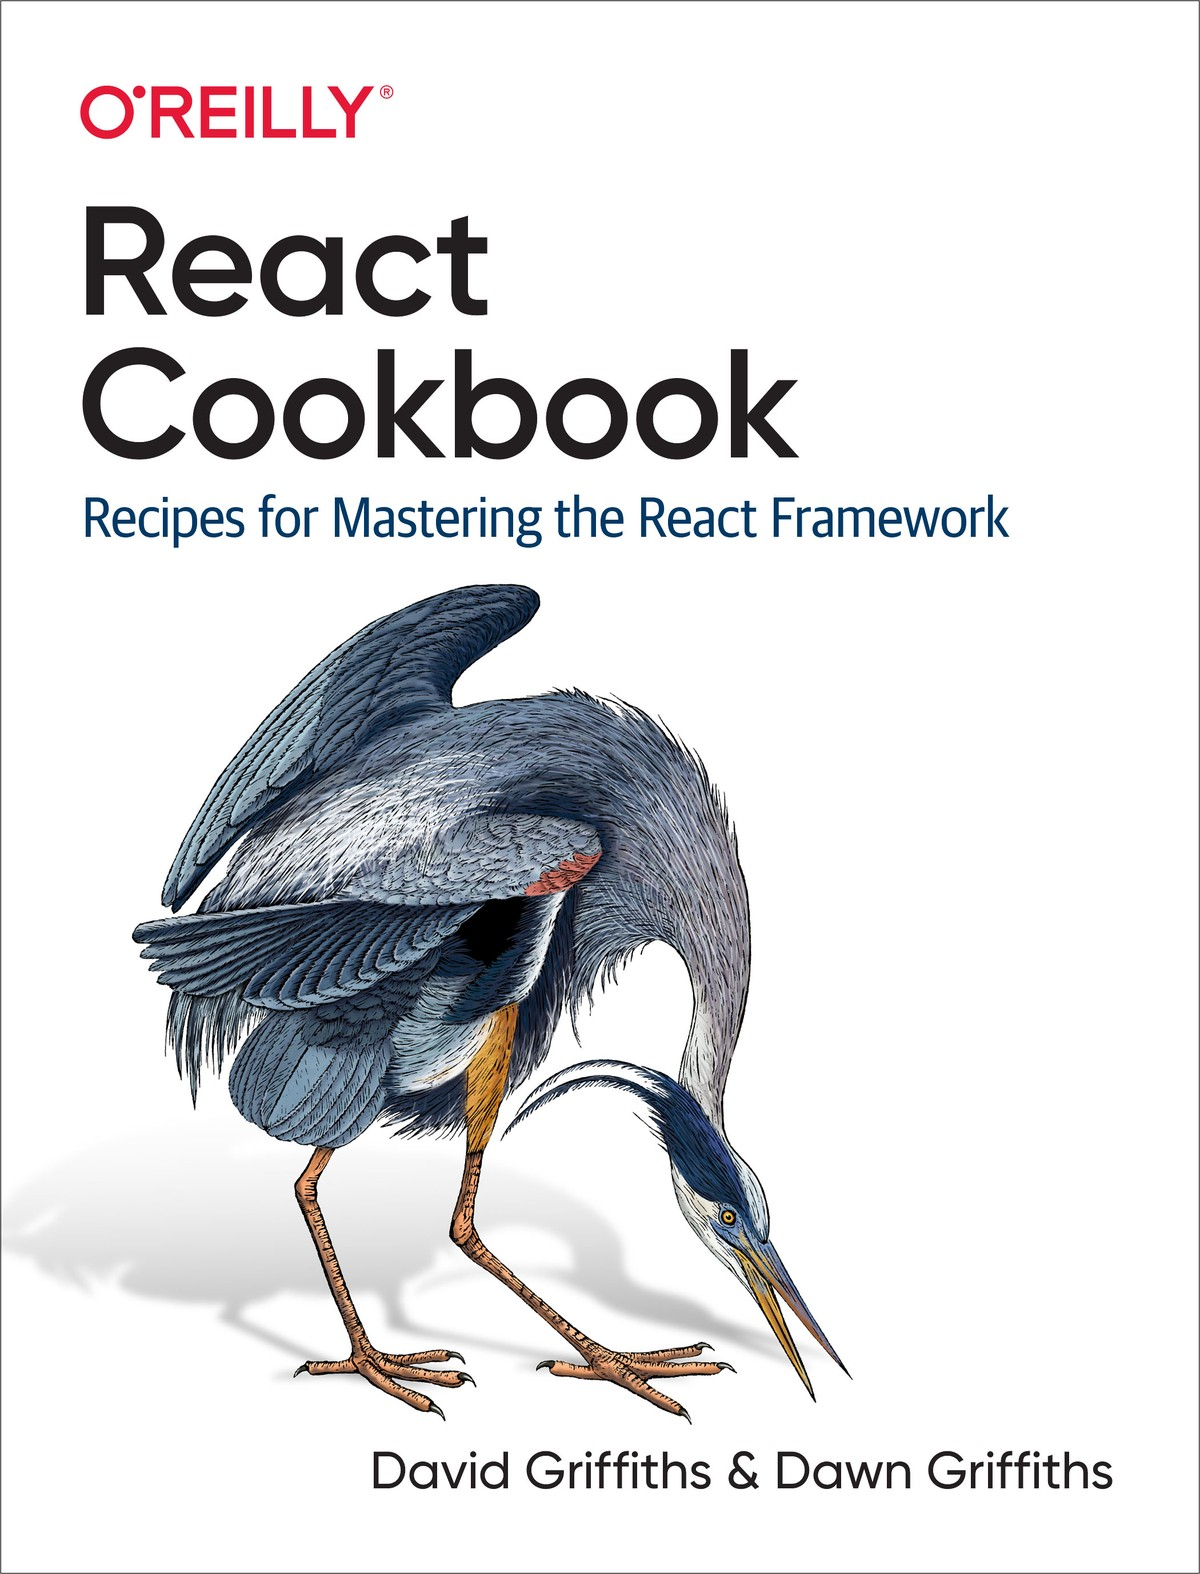 O'REILLY®
React
Cookbook
Recipes for Mastering the React Framework
David Griffiths & Dawn Griffiths